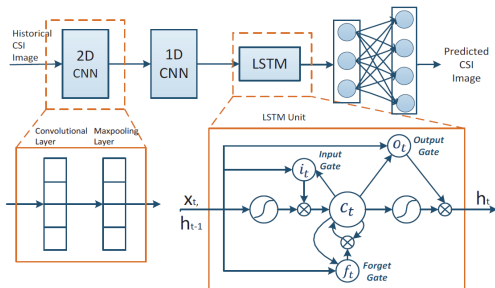 Historical
CSI
Image
2D
CNN
1D
CNN
LSTM
Predicted
CSI
Image
LSTM Unit
Convolutional
Layer
Maxpooling
Layer
Input
Gate
Output
Gate
i_t
o_t
x_t,
h_t-1
c_t
h_t
f_t
Forget
Gate